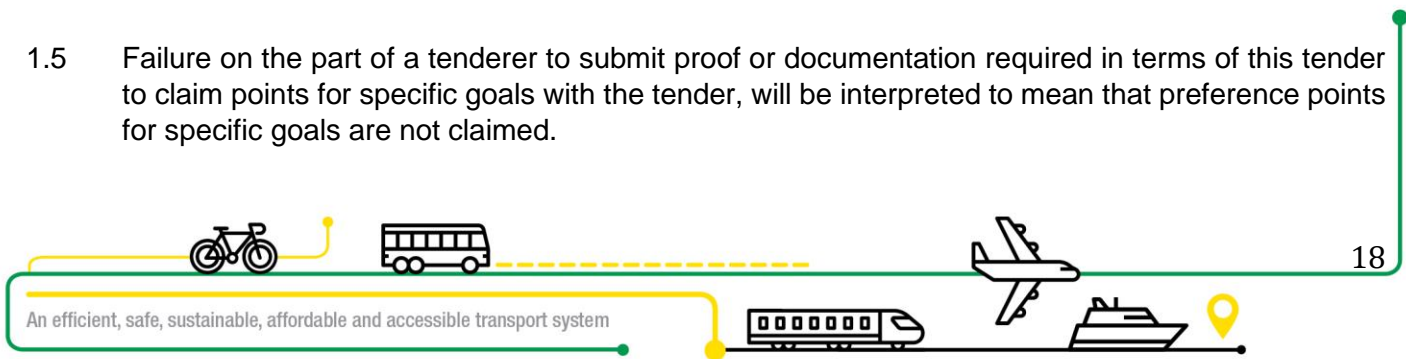 1.5 Failure on the part of a tenderer to submit proof or documentation required in terms of this tender
to claim points for specific goals with the tender, will be interpreted to mean that preference points
for specific goals are not claimed.
18
An efficient, safe, sustainable, affordable and accessible transport system